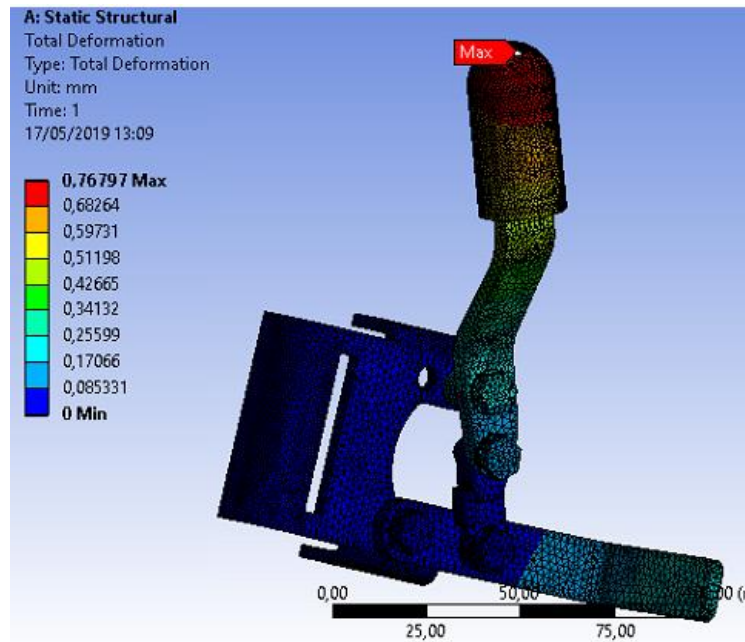 A: Static Structural
Total Deformation
Type: Total Deformation
Unit: mm
Time: 1
17/05/2019 13:09
Max
0,76797 Max
0,68264
0,59731
0,51198
0,42665
0,34132
0,25599
0,17066
0,085331
0 Min
0,00
50,00
25,00
75,00